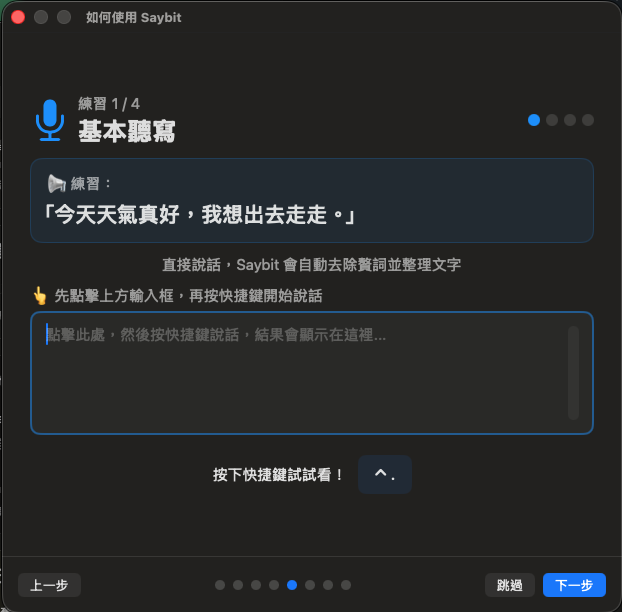 如何使用 Saybit
練習 1 / 4
基本聽寫
練習：
「今天天氣真好，我想出去走走。」
直接說話，Saybit 會自動去除贅詞並整理文字
先點擊上方輸入框，再按快捷鍵開始說話
點擊此處，然後按快捷鍵說話，結果會顯示在這裡...
按下快捷鍵試試看！ ^ .
上一步 跳過 下一步